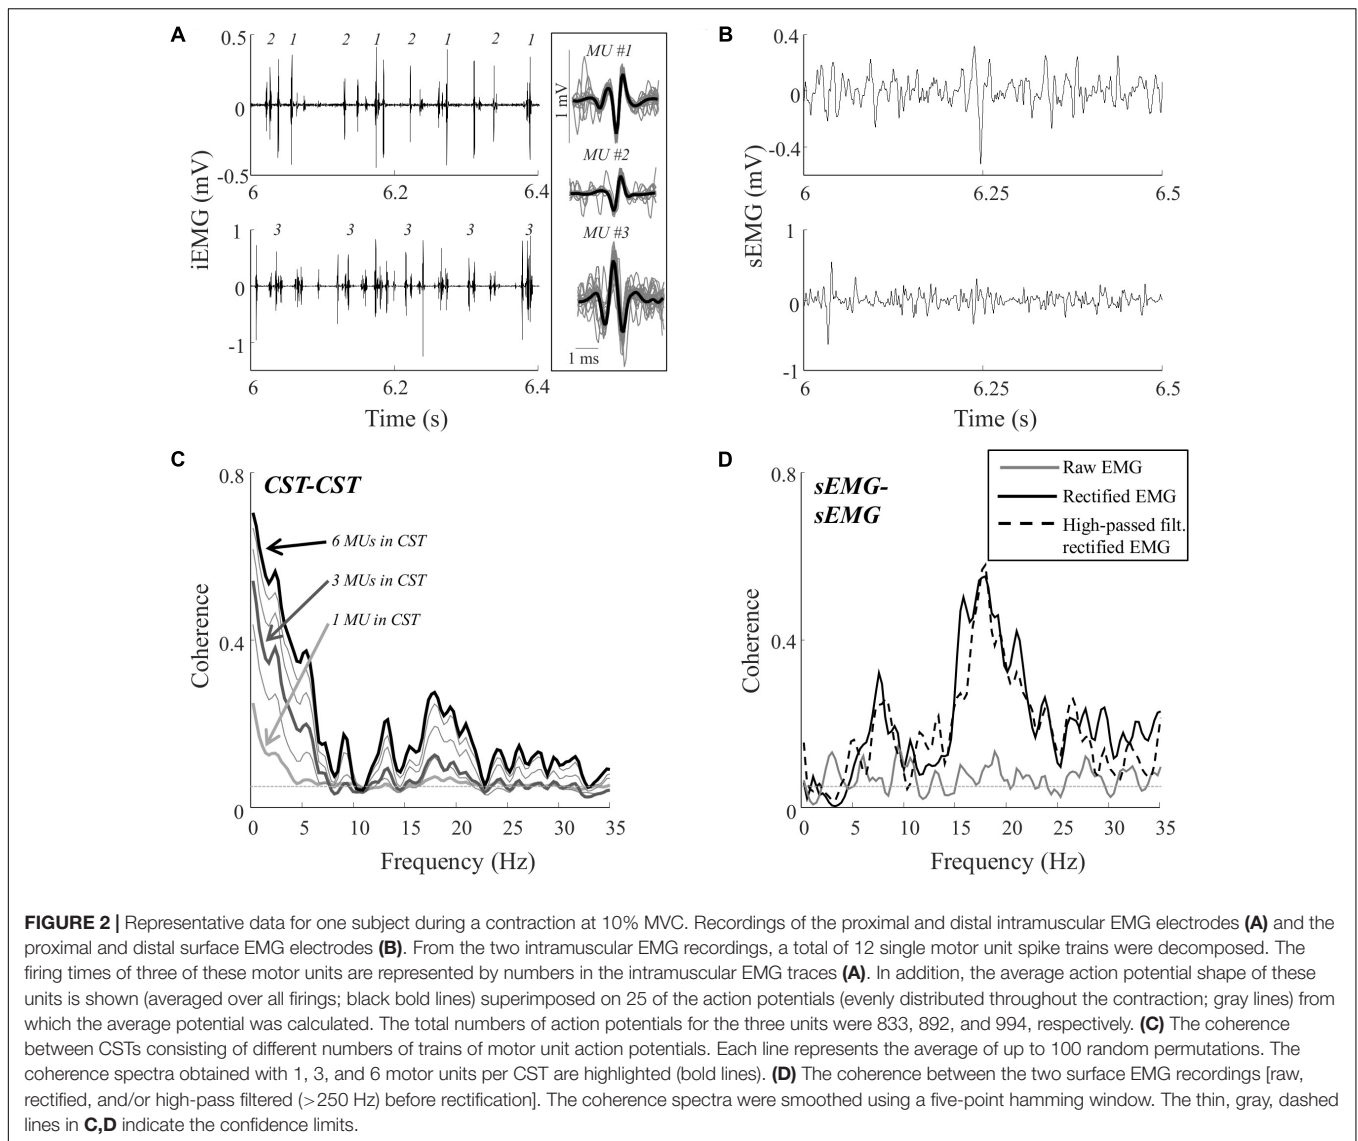 A
0.5
0
-0.5
iEMG (mV)
2 1 2 1 2 1 2 1
6 6.2 6.4
3 3 3 3 3
1
0
-1
6 6.2 6.4
Time (s)
MU #1
1 mV
MU #2
MU #3
1 ms
B
0.4
0
-0.4
sEMG (mV)
6 6.25 6.5
1
0
-1
6 6.25 6.5
Time (s)
C
CST-CST
0.8
0.4
0
Coherence
6 MUs in CST
3 MUs in CST
1 MU in CST
0 5 10 15 20 25 30 35
Frequency (Hz)
D
sEMG-
sEMG
Raw EMG
Rectified EMG
High-passed filt.
rectified EMG
0.8
0.4
0
Coherence
0 5 10 15 20 25 30 35
Frequency (Hz)
FIGURE 2 | Representative data for one subject during a contraction at 10% MVC. Recordings of the proximal and distal intramuscular EMG electrodes (A) and the
proximal and distal surface EMG electrodes (B). From the two intramuscular EMG recordings, a total of 12 single motor unit spike trains were decomposed. The
firing times of three of these motor units are represented by numbers in the intramuscular EMG traces (A). In addition, the average action potential shape of these
units is shown (averaged over all firings; black bold lines) superimposed on 25 of the action potentials (evenly distributed throughout the contraction; gray lines) from
which the average potential was calculated. The total numbers of action potentials for the three units were 833, 892, and 994, respectively. (C) The coherence
between CSTs consisting of different numbers of trains of motor unit action potentials. Each line represents the average of up to 100 random permutations. The
coherence spectra obtained with 1, 3, and 6 motor units per CST are highlighted (bold lines). (D) The coherence between the two surface EMG recordings [raw,
rectified, and/or high-pass filtered (>250 Hz) before rectification]. The coherence spectra were smoothed using a five-point hamming window. The thin, gray, dashed
lines in C,D indicate the confidence limits.